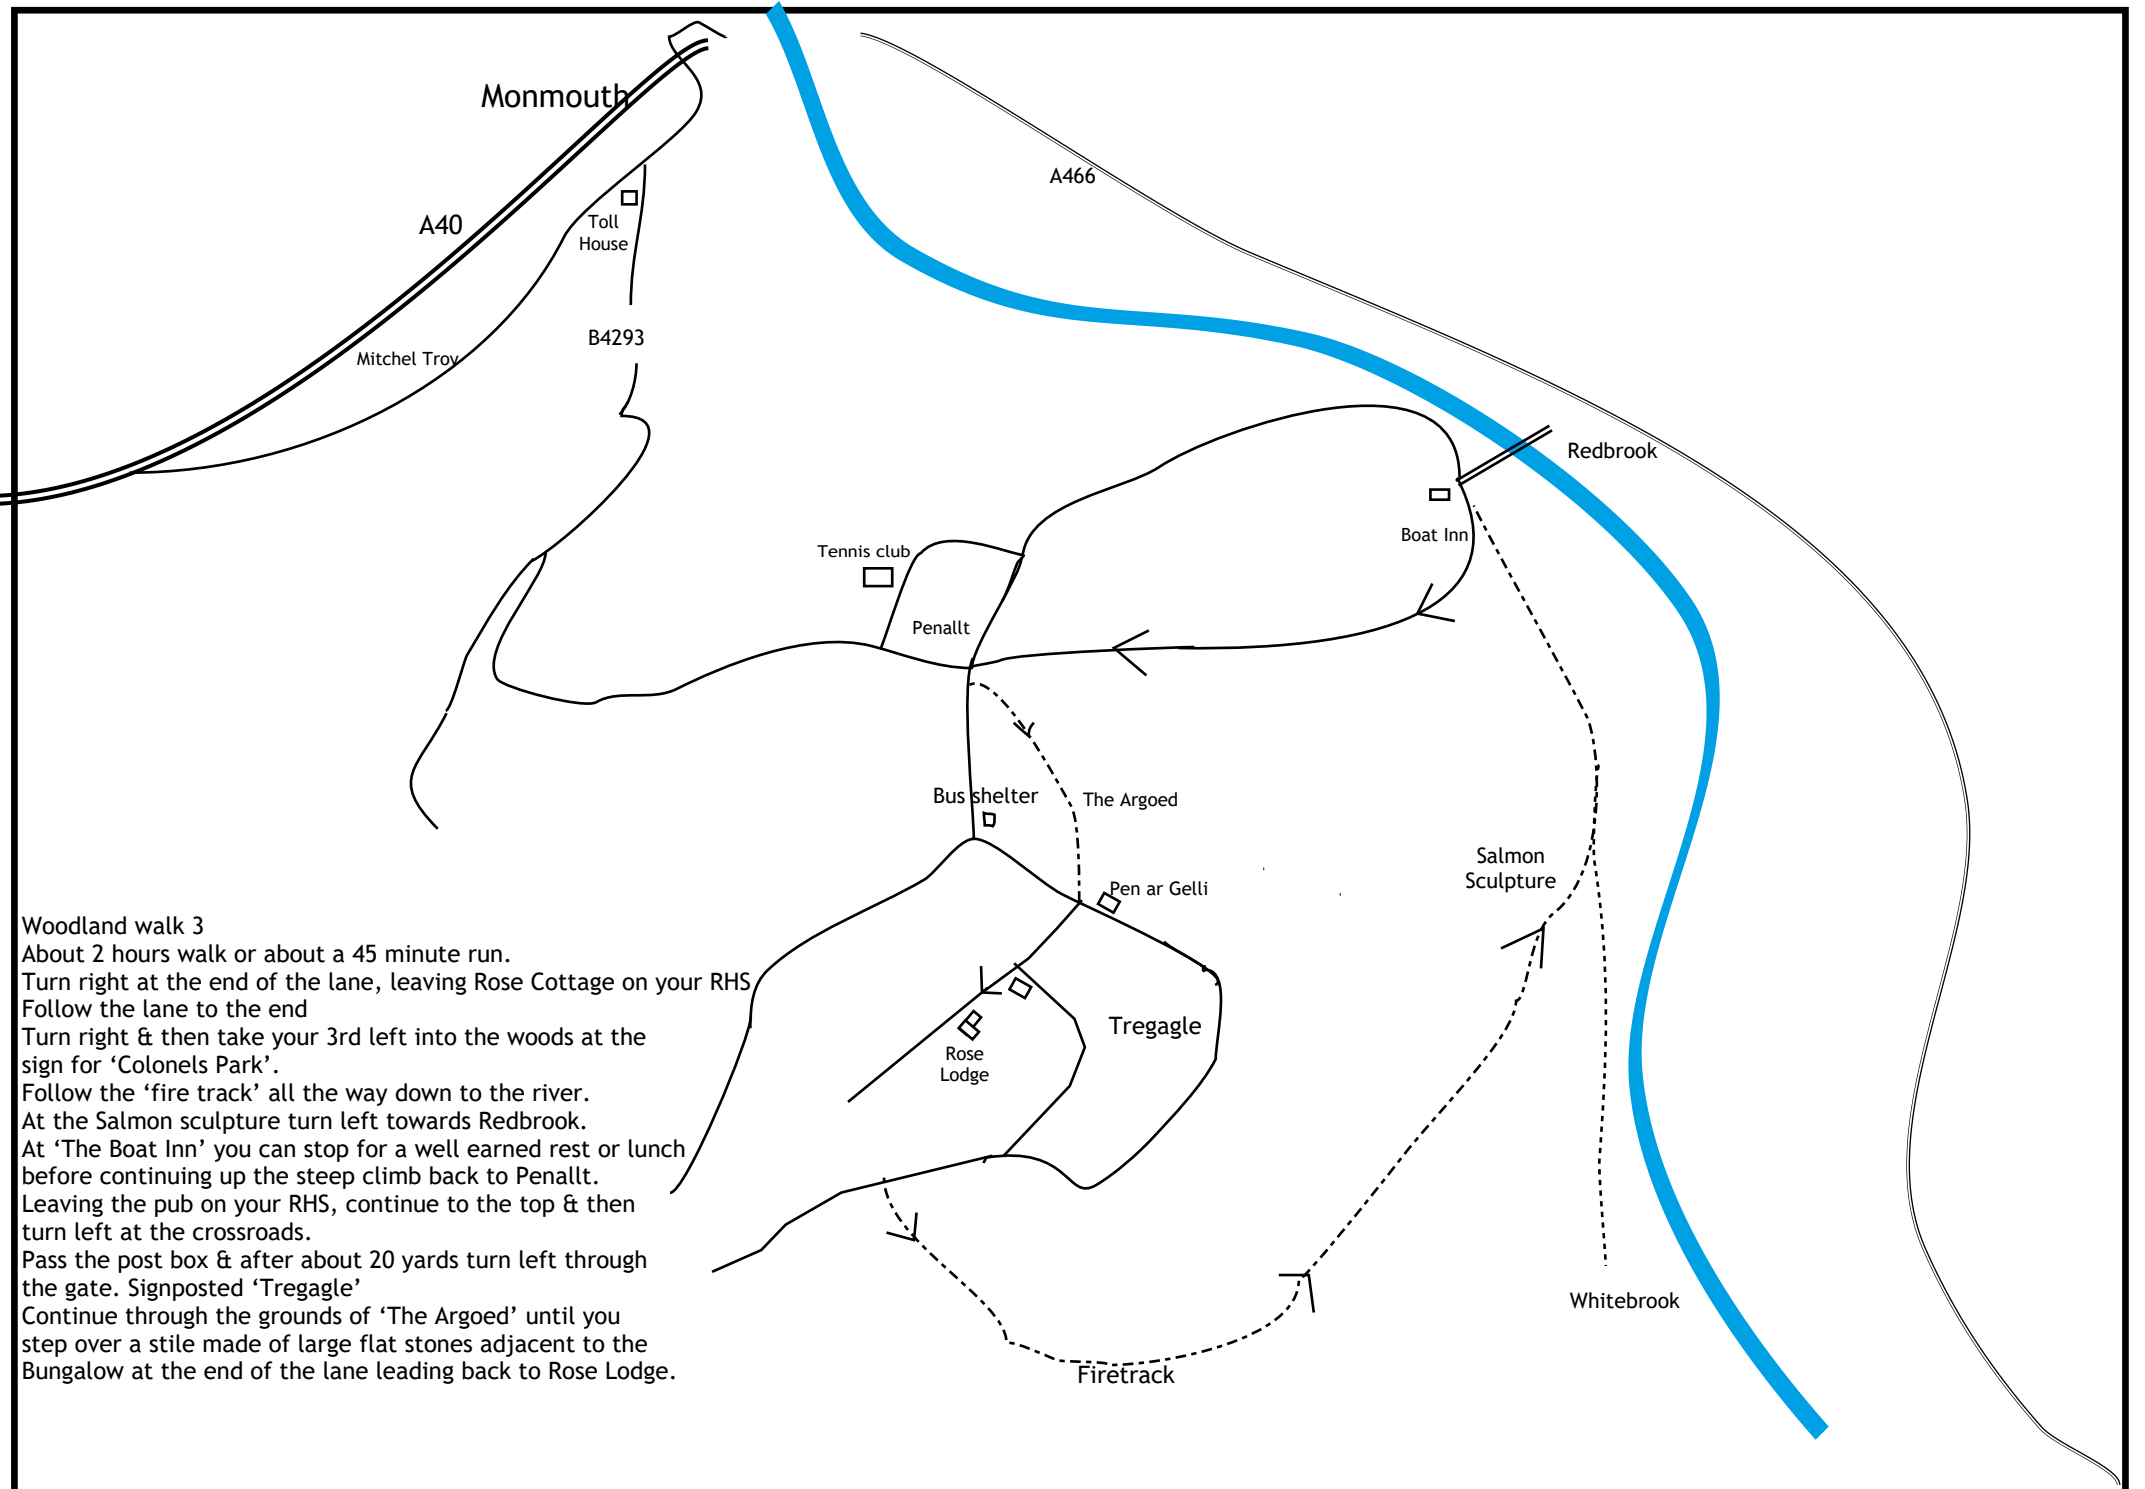 Monmouth
A466
A40
Toll
House
B4293
Mitchel Troy
Redbrook
Boat Inn
Tennis club
Penallt
Bus shelter
The Argoed
Salmon
Sculpture
Pen ar Gelli
Tregagle
Rose
Lodge
Whitebrook
Firetrack
Woodland walk 3
About 2 hours walk or about a 45 minute run.
Turn right at the end of the lane, leaving Rose Cottage on your RHS
Follow the lane to the end
Turn right & then take your 3rd left into the woods at the
sign for ‘Colonels Park’.
Follow the ‘fire track’ all the way down to the river.
At the Salmon sculpture turn left towards Redbrook.
At ‘The Boat Inn’ you can stop for a well earned rest or lunch
before continuing up the steep climb back to Penallt.
Leaving the pub on your RHS, continue to the top & then
turn left at the crossroads.
Pass the post box & after about 20 yards turn left through
the gate. Signposted ‘Tregagle’
Continue through the grounds of ‘The Argoed’ until you
step over a stile made of large flat stones adjacent to the
Bungalow at the end of the lane leading back to Rose Lodge.